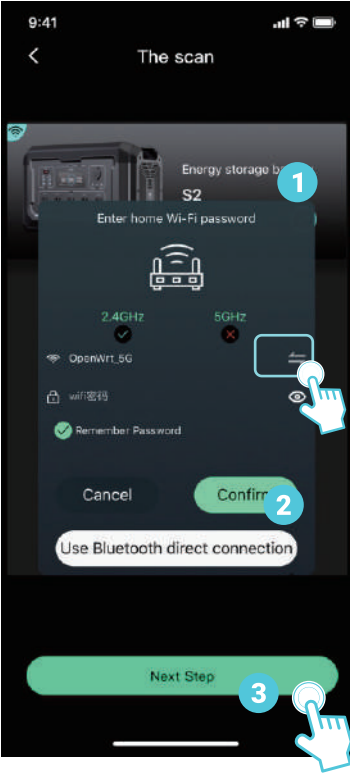 9:41
The scan
Energy storage
1
S2
Enter home Wi-Fi password
2.4GHz
5GHz
OpenWrt_5G
wifi密码
Remember Password
Cancel
Confirm
2
Use Bluetooth direct connection
Next Step
3